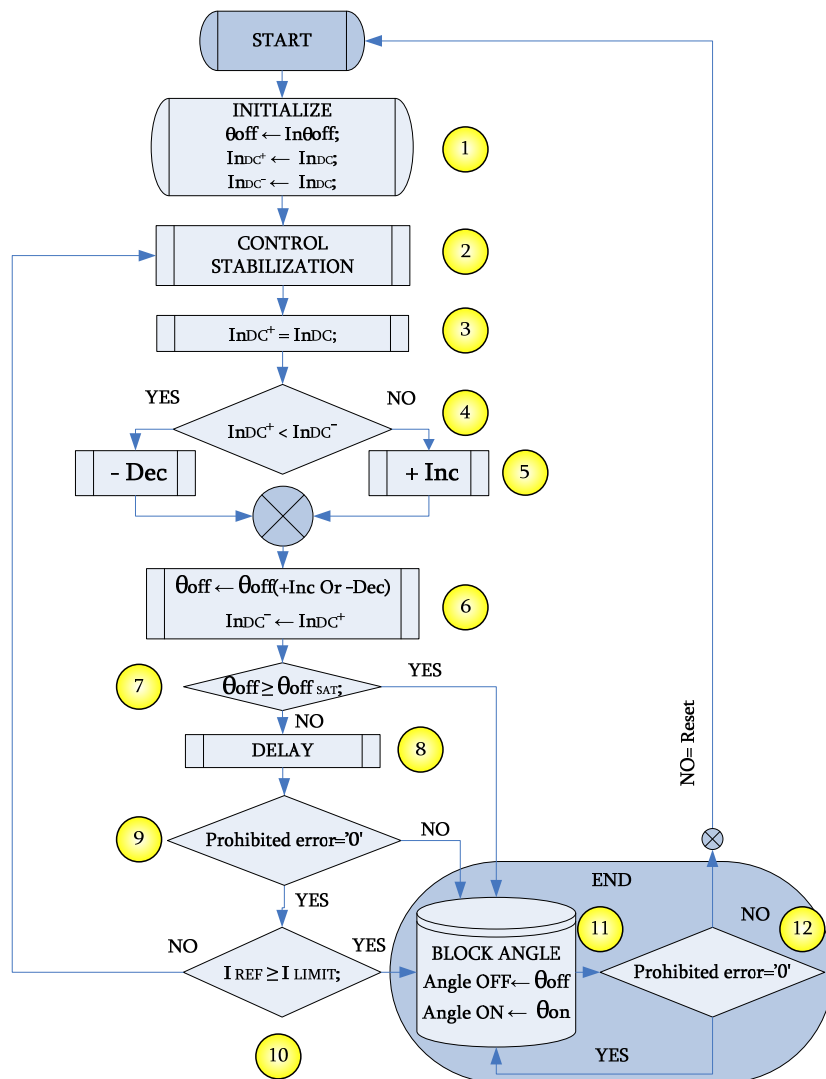 START
INITIALIZE
θoff ← Inθoff;
InDC⁺ ← InDC;
InDC⁻ ← InDC;
1
CONTROL
STABILIZATION
2
InDC⁺ = InDC;
3
YES
NO
4
InDC⁺ < InDC⁻
- Dec
+ Inc
5
θoff ← θoff(+Inc Or -Dec)
InDC⁻ ← InDC⁺
6
YES
7
θoff ≥ θoff SAT;
NO
DELAY
8
NO= Reset
9
Prohibited error='0'
NO
YES
END
NO
YES
I REF ≥ I LIMIT;
10
BLOCK ANGLE
Angle OFF← θoff
Angle ON ← θon
11
NO
12
Prohibited error='0'
YES